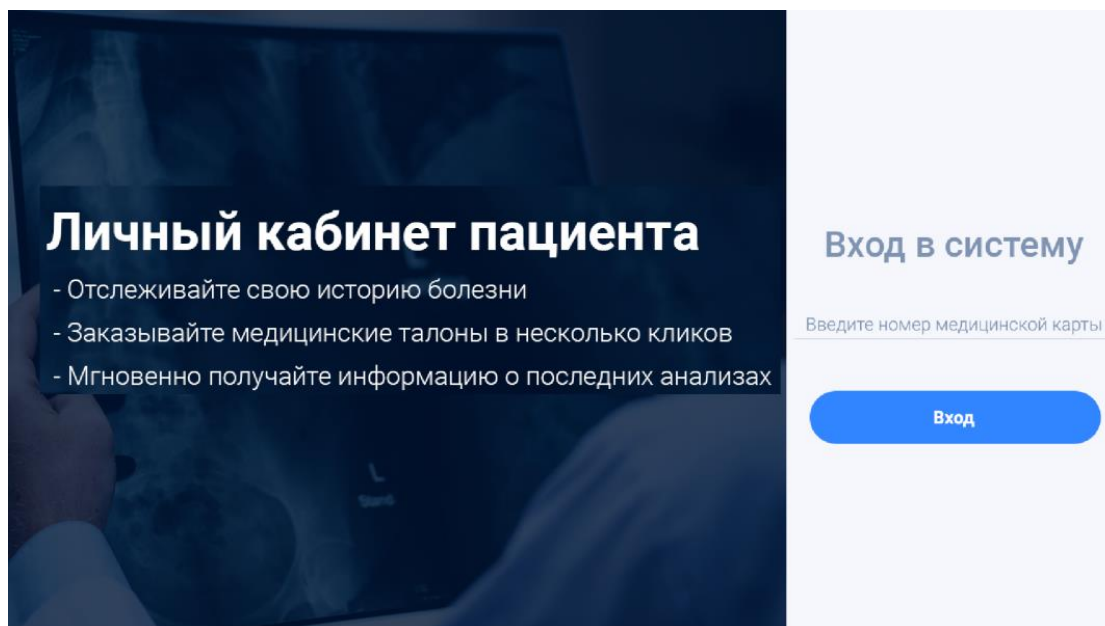 Личный кабинет пациента
- Отслеживайте свою историю болезни
- Заказывайте медицинские талоны в несколько кликов
- Мгновенно получайте информацию о последних анализах
L
Вход в систему
Введите номер медицинской карты
Вход